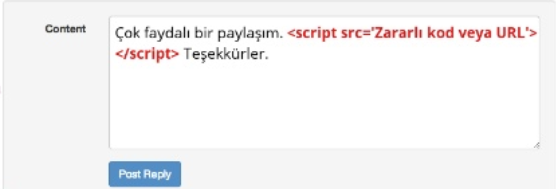 Content
Çok faydalı bir paylaşım. <script src='Zararlı kod veya URL'>
</script> Teşekkürler.
Post Reply